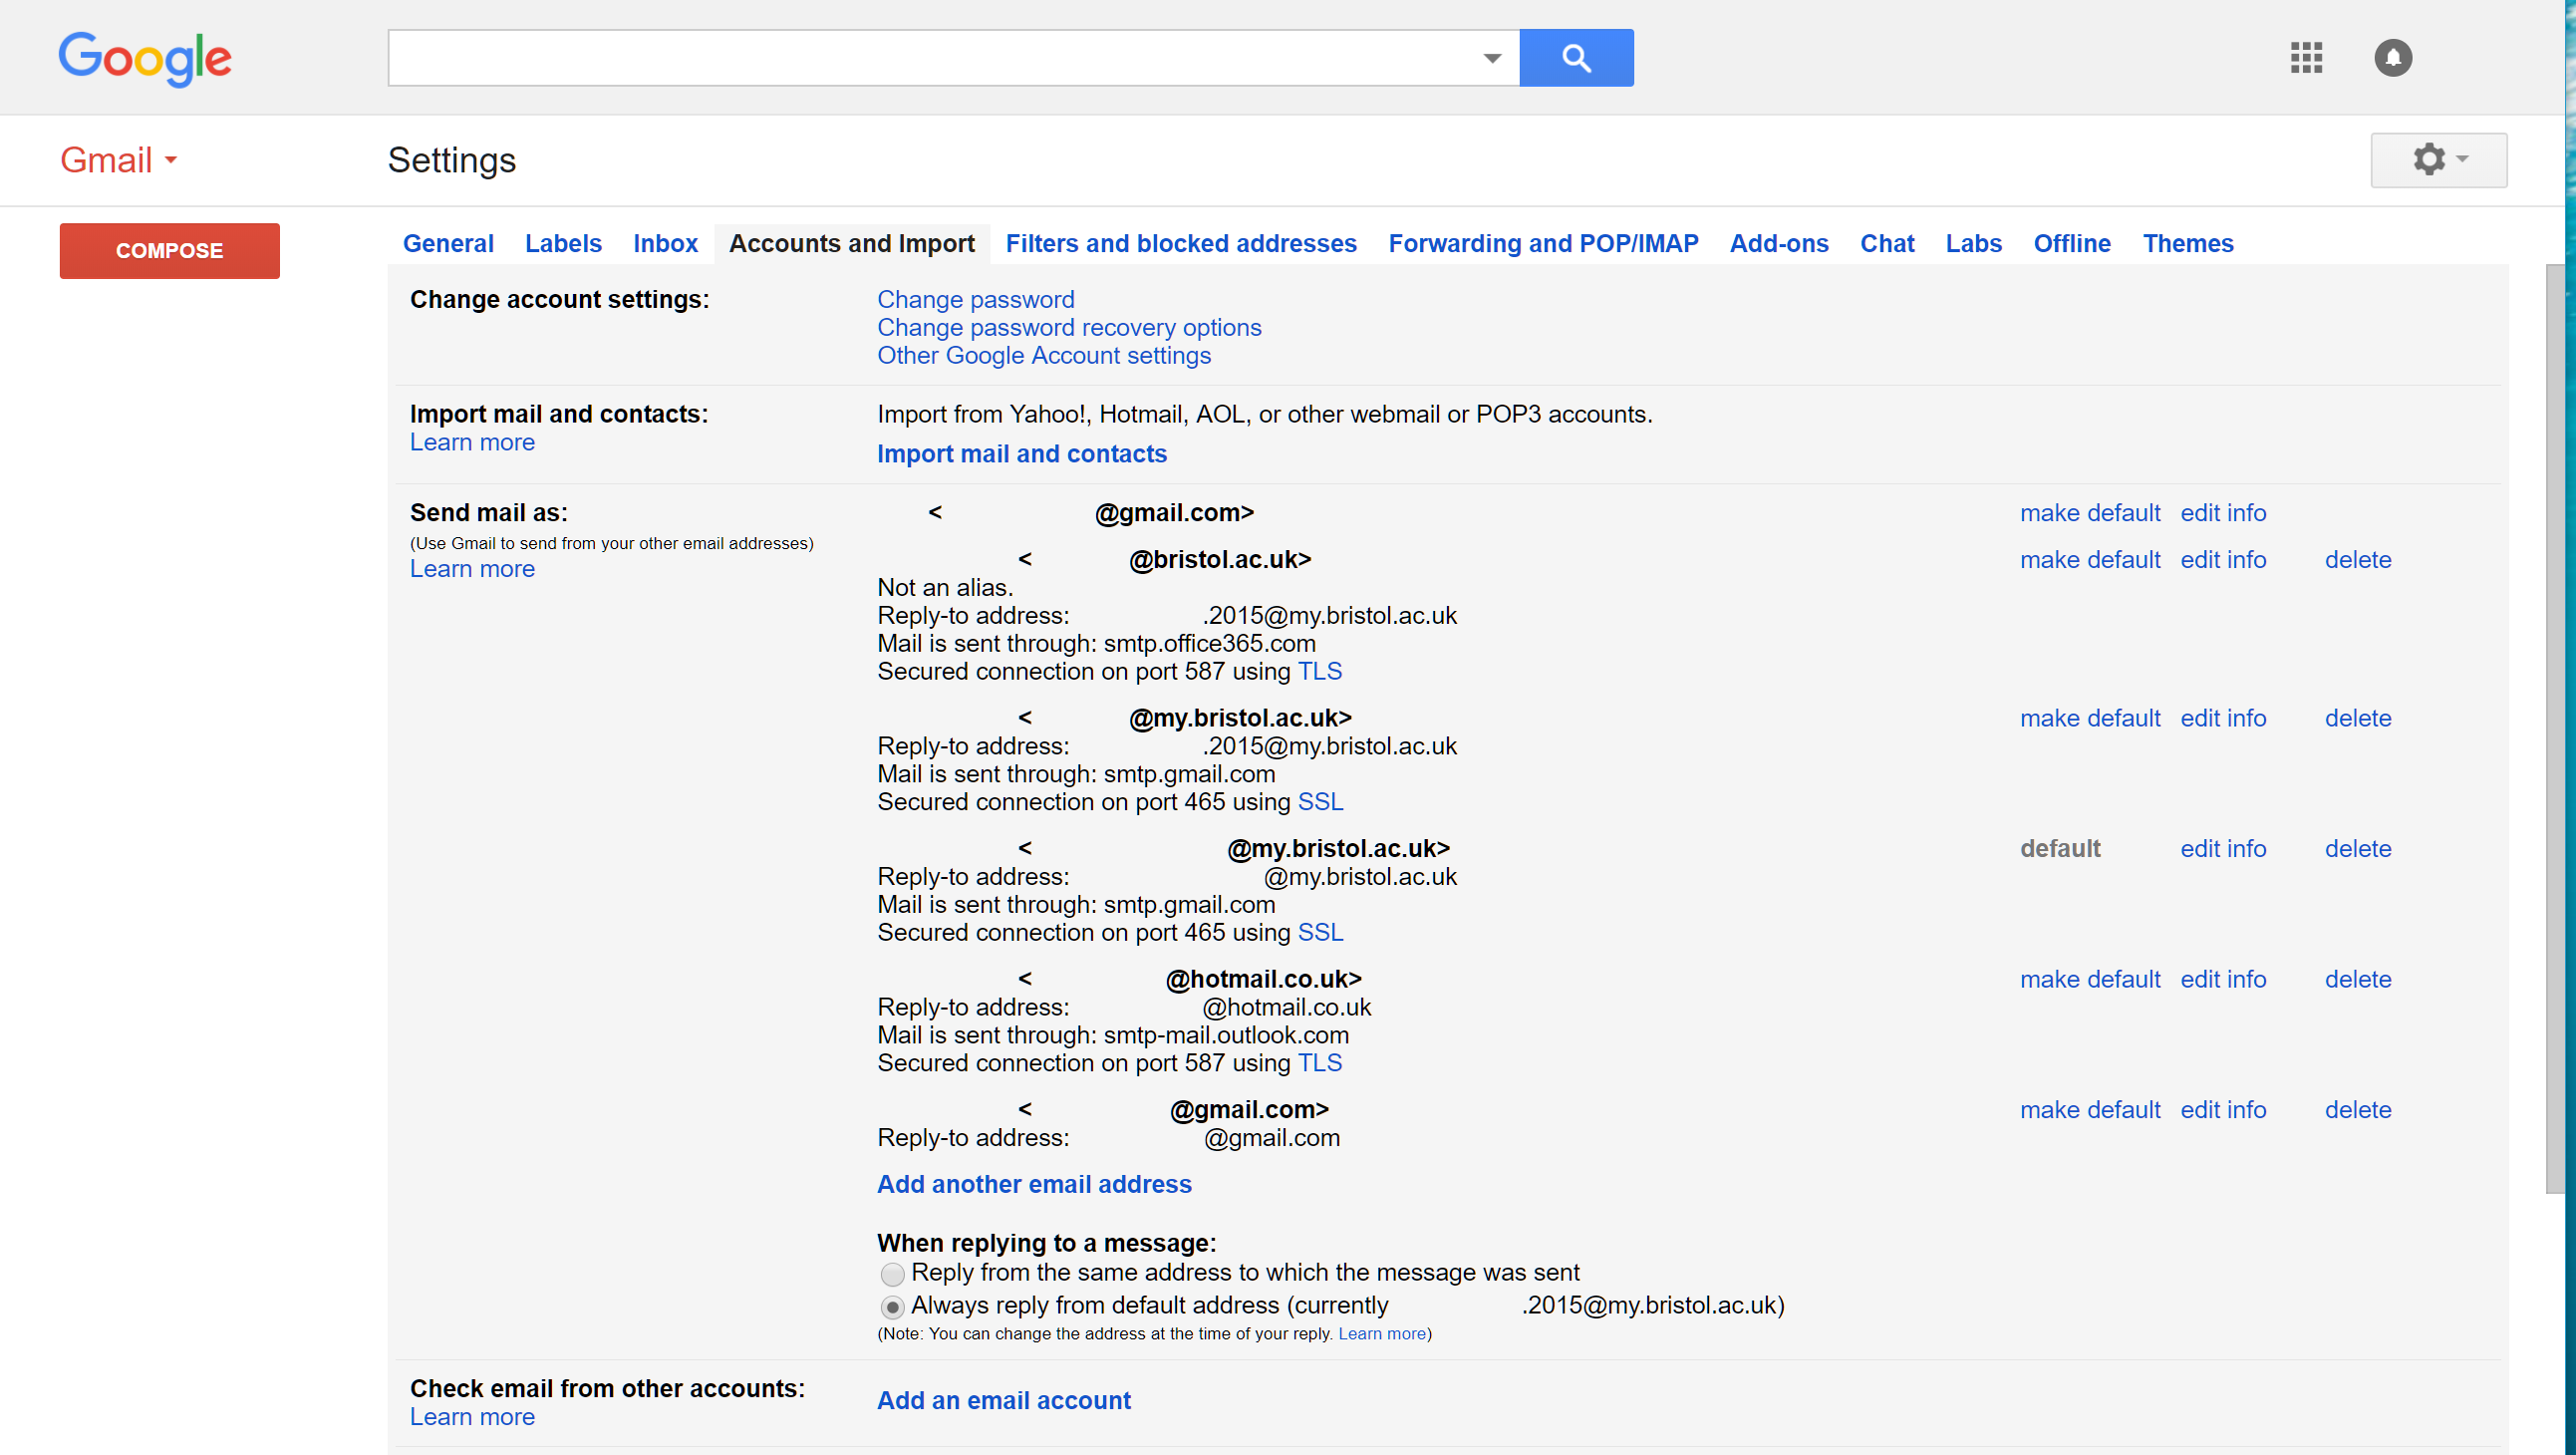 Google
Gmail
Settings
COMPOSE
General Labels Inbox Accounts and Import Filters and blocked addresses Forwarding and POP/IMAP Add-ons Chat Labs Offline Themes
Change account settings:
Change password
Change password recovery options
Other Google Account settings
Import mail and contacts:
Learn more
Import from Yahoo!, Hotmail, AOL, or other webmail or POP3 accounts.
Import mail and contacts
Send mail as:
(Use Gmail to send from your other email addresses)
Learn more
< @gmail.com> make default edit info
< @bristol.ac.uk> make default edit info delete
Not an alias.
Reply-to address: .2015@my.bristol.ac.uk
Mail is sent through: smtp.office365.com
Secured connection on port 587 using TLS
< @my.bristol.ac.uk> make default edit info delete
Reply-to address: .2015@my.bristol.ac.uk
Mail is sent through: smtp.gmail.com
Secured connection on port 465 using SSL
< @my.bristol.ac.uk> default edit info delete
Reply-to address: @my.bristol.ac.uk
Mail is sent through: smtp.gmail.com
Secured connection on port 465 using SSL
< @hotmail.co.uk> make default edit info delete
Reply-to address: @hotmail.co.uk
Mail is sent through: smtp-mail.outlook.com
Secured connection on port 587 using TLS
< @gmail.com> make default edit info delete
Reply-to address: @gmail.com
Add another email address
When replying to a message:
Reply from the same address to which the message was sent
Always reply from default address (currently .2015@my.bristol.ac.uk)
(Note: You can change the address at the time of your reply. Learn more)
Check email from other accounts:
Learn more
Add an email account